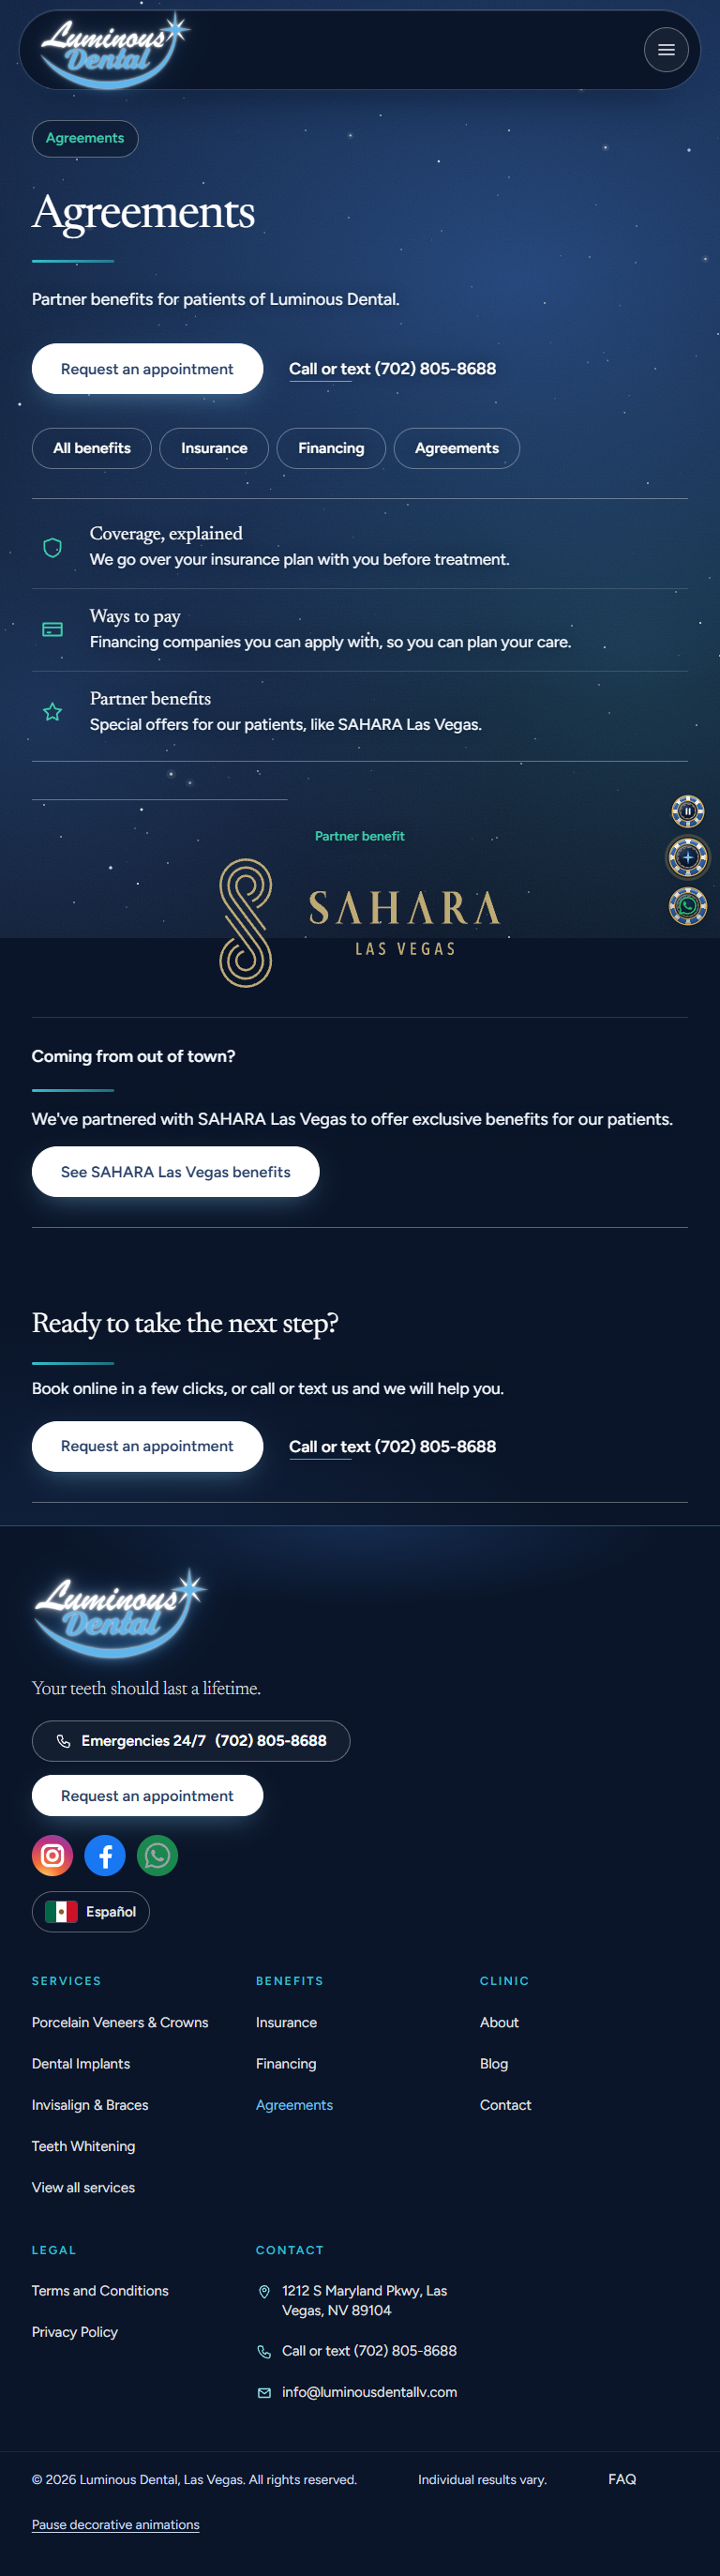 Luminous
Dental
Agreements
Agreements
Partner benefits for patients of Luminous Dental.
Request an appointment
Call or text (702) 805-8688
All benefits
Insurance
Financing
Agreements
Coverage, explained
We go over your insurance plan with you before treatment.
Ways to pay
Financing companies you can apply with, so you can plan your care.
Partner benefits
Special offers for our patients, like SAHARA Las Vegas.
Partner benefit
SAHARA
LAS VEGAS
Coming from out of town?
We've partnered with SAHARA Las Vegas to offer exclusive benefits for our patients.
See SAHARA Las Vegas benefits
Ready to take the next step?
Book online in a few clicks, or call or text us and we will help you.
Request an appointment
Call or text (702) 805-8688
Luminous
Dental
Your teeth should last a lifetime.
Emergencies 24/7 (702) 805-8688
Request an appointment
Español
SERVICES
Porcelain Veneers & Crowns
Dental Implants
Invisalign & Braces
Teeth Whitening
View all services
BENEFITS
Insurance
Financing
Agreements
CLINIC
About
Blog
Contact
LEGAL
Terms and Conditions
Privacy Policy
CONTACT
1212 S Maryland Pkwy, Las
Vegas, NV 89104
Call or text (702) 805-8688
info@luminousdentallv.com
© 2026 Luminous Dental, Las Vegas. All rights reserved.
Individual results vary.
FAQ
Pause decorative animations